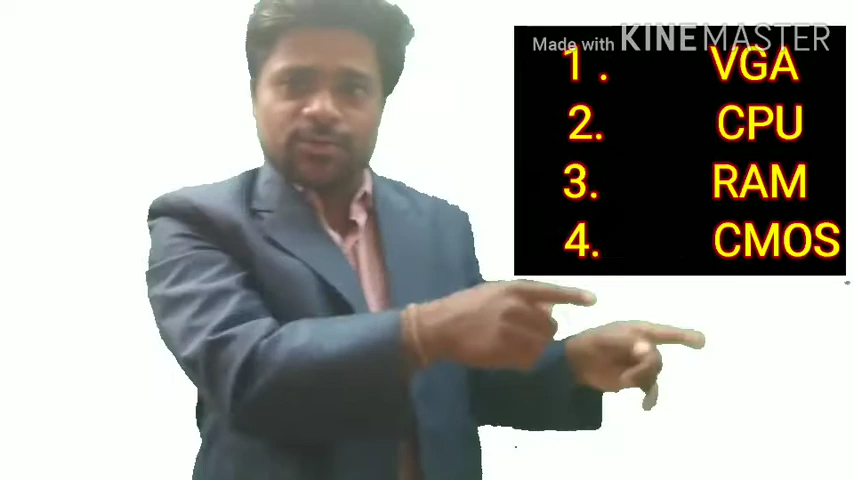 Made with KINEMASTER
1. VGA
2. CPU
3. RAM
4. CMOS